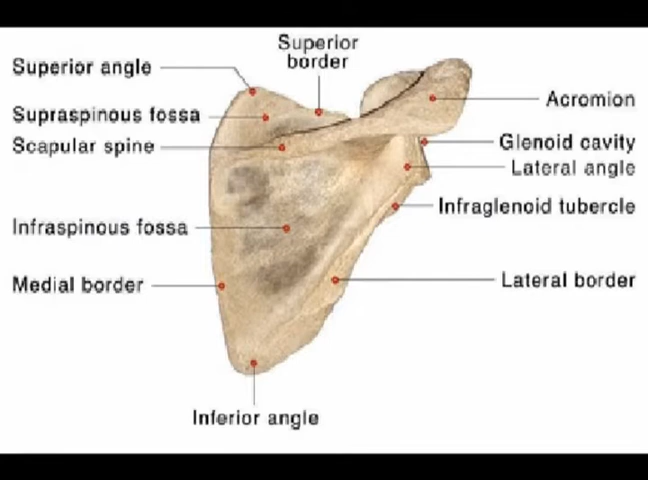 Superior
border
Superior angle
Acromion
Supraspinous fossa
Glenoid cavity
Scapular spine
Lateral angle
Infraglenoid tubercle
Infraspinous fossa
Lateral border
Medial border
Inferior angle